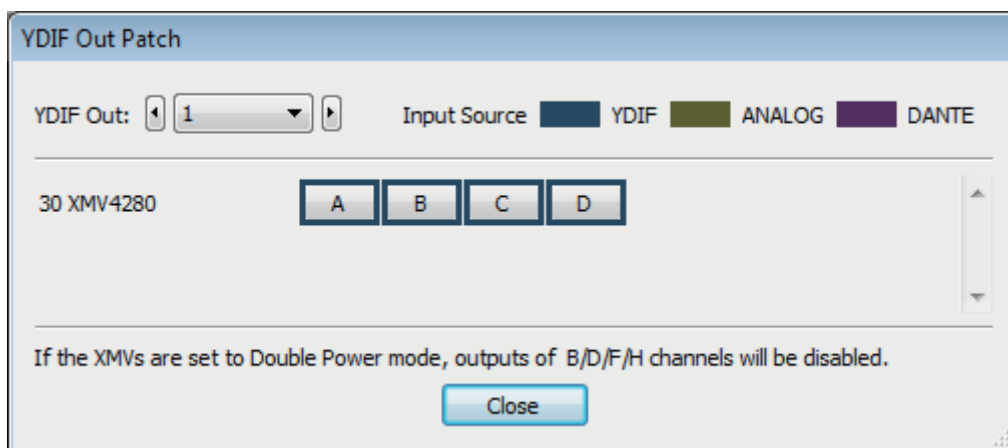 YDIF Out Patch
YDIF Out: 1 Input Source YDIF ANALOG DANTE
30 XMV4280 A B C D
If the XMVs are set to Double Power mode, outputs of B/D/F/H channels will be disabled.
Close